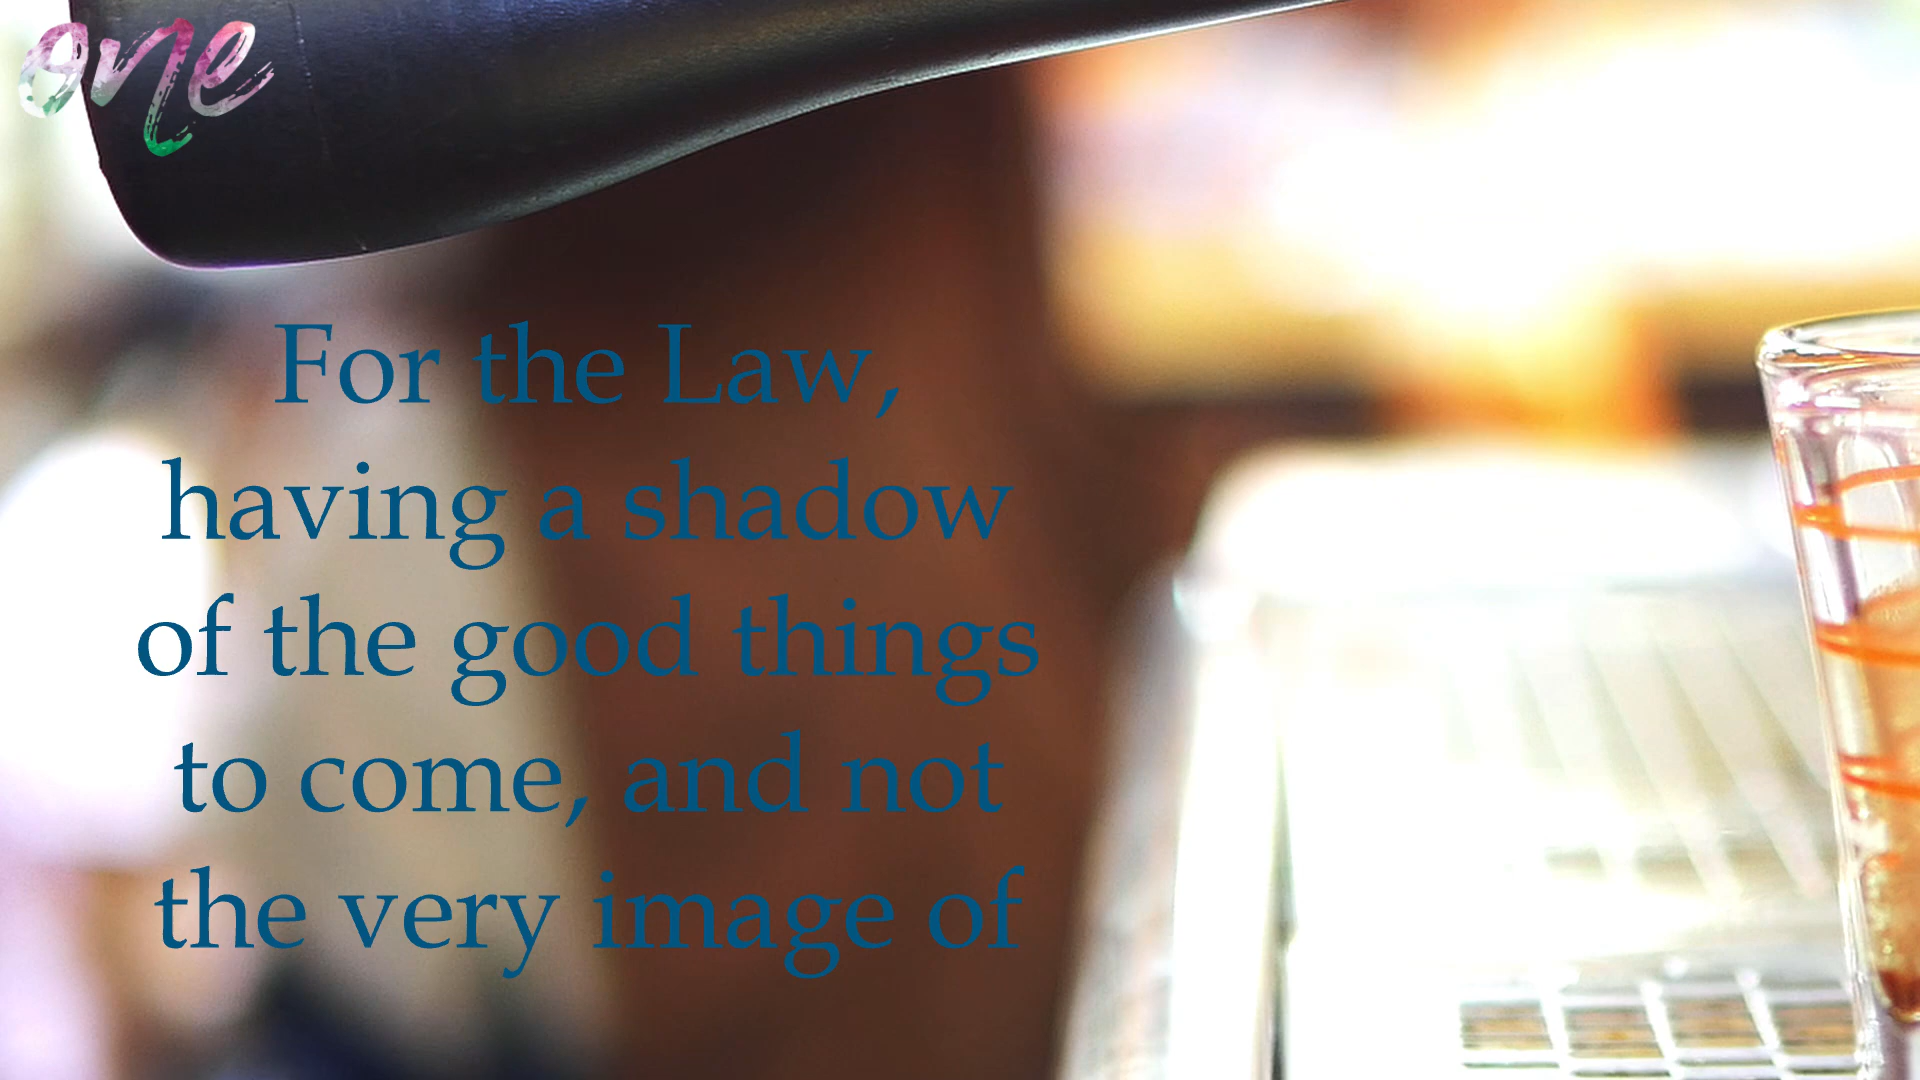 one
For the Law,
having a shadow
of the good things
to come, and not
the very image of